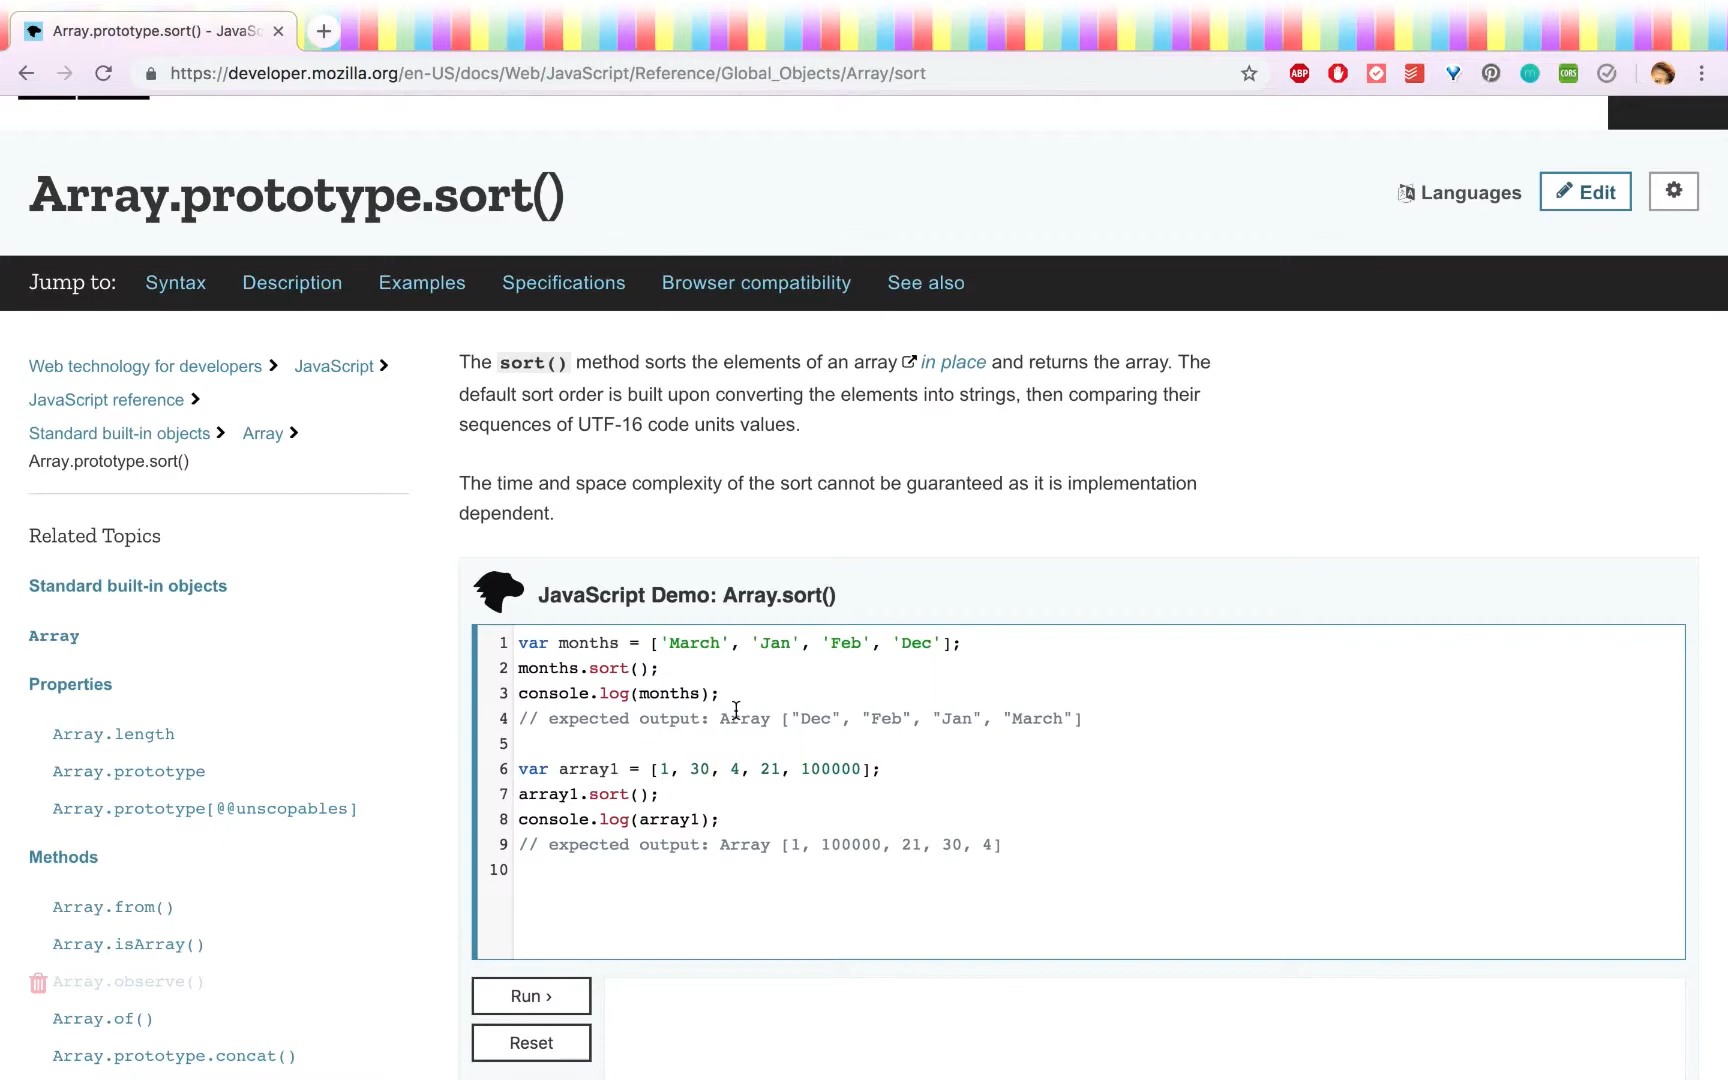 Array.prototype.sort() - JavaSc
https://developer.mozilla.org/en-US/docs/Web/JavaScript/Reference/Global_Objects/Array/sort
ABP
CORS
Array.prototype.sort()
Languages
Edit
Jump to: Syntax Description Examples Specifications Browser compatibility See also
Web technology for developers JavaScript
JavaScript reference
Standard built-in objects Array
Array.prototype.sort()
Related Topics
Standard built-in objects
Array
Properties
Array.length
Array.prototype
Array.prototype[@@unscopables]
Methods
Array.from()
Array.isArray()
Array.observe()
Array.of()
Array.prototype.concat()
The sort() method sorts the elements of an array in place and returns the array. The
default sort order is built upon converting the elements into strings, then comparing their
sequences of UTF-16 code units values.
The time and space complexity of the sort cannot be guaranteed as it is implementation
dependent.
JavaScript Demo: Array.sort()
1 var months = ['March', 'Jan', 'Feb', 'Dec'];
2 months.sort();
3 console.log(months);
4 // expected output: Array ["Dec", "Feb", "Jan", "March"]
5
6 var array1 = [1, 30, 4, 21, 100000];
7 array1.sort();
8 console.log(array1);
9 // expected output: Array [1, 100000, 21, 30, 4]
10
Run ›
Reset